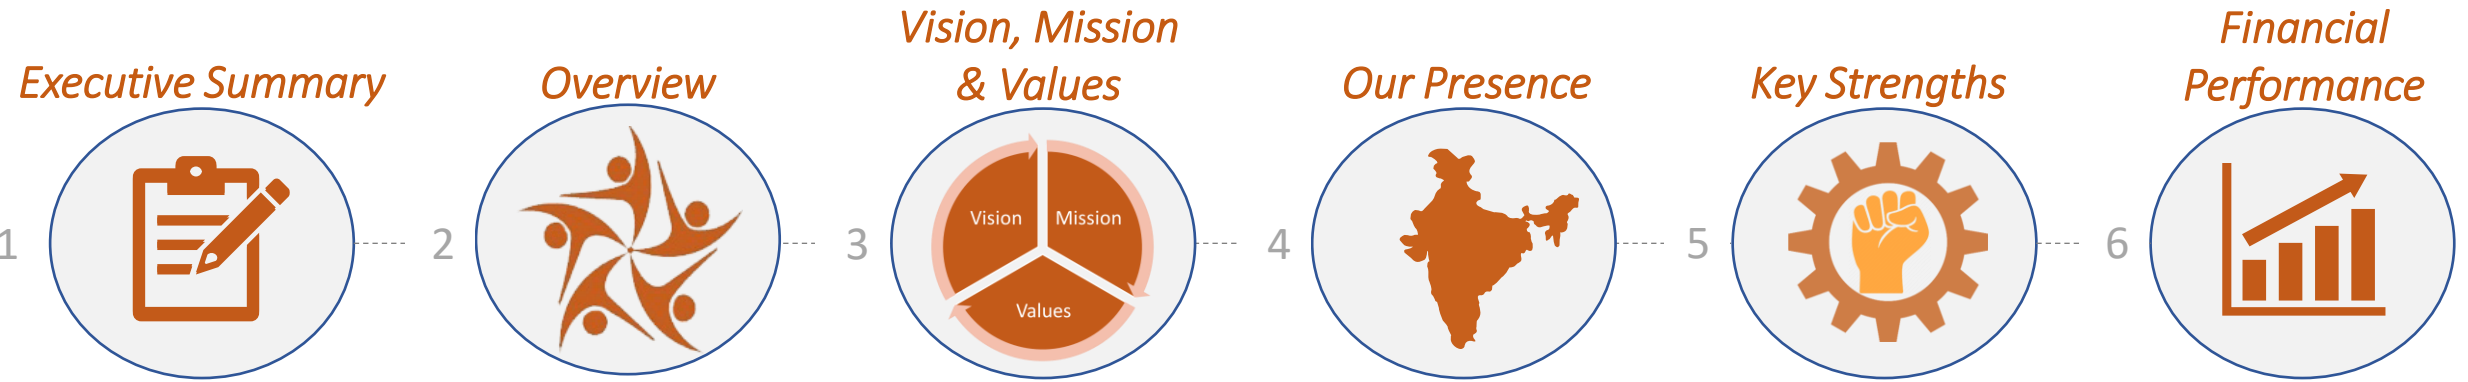 1
Executive Summary
2
Overview
3
Vision, Mission
& Values
Vision
Mission
Values
4
Our Presence
5
Key Strengths
6
Financial
Performance